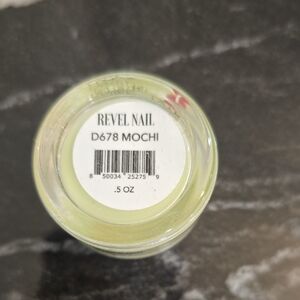 REVEL NAIL
D678 MOCHI
8 50034 25275 9
.5 OZ